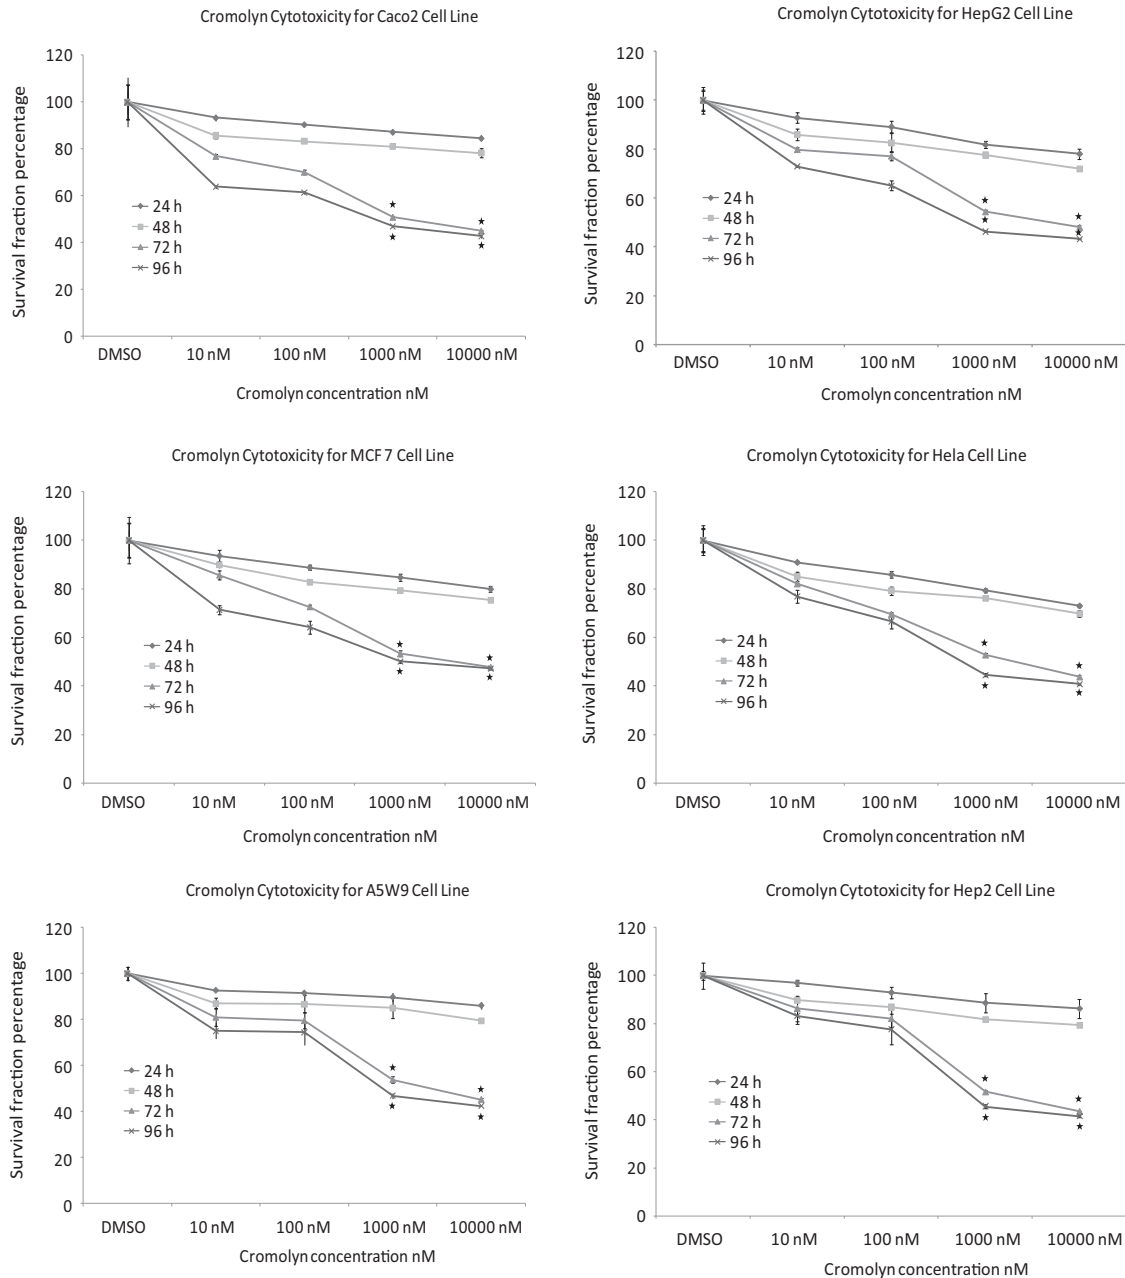 Cromolyn Cytotoxicity for Caco2 Cell Line
Survival fraction percentage
120
100
80
60
40
20
0
24 h
48 h
72 h
96 h
DMSO 10 nM 100 nM 1000 nM 10000 nM
Cromolyn concentration nM
Cromolyn Cytotoxicity for HepG2 Cell Line
Survival fraction percentage
120
100
80
60
40
20
0
24 h
48 h
72 h
96 h
DMSO 10 nM 100 nM 1000 nM 10000 nM
Cromolyn concentration nM
Cromolyn Cytotoxicity for MCF 7 Cell Line
Survival fraction percentage
120
100
80
60
40
20
0
24 h
48 h
72 h
96 h
DMSO 10 nM 100 nM 1000 nM 10000 nM
Cromolyn concentration nM
Cromolyn Cytotoxicity for Hela Cell Line
Survival fraction percentage
120
100
80
60
40
20
0
24 h
48 h
72 h
96 h
DMSO 10 nM 100 nM 1000 nM 10000 nM
Cromolyn concentration nM
Cromolyn Cytotoxicity for A5W9 Cell Line
Survival fraction percentage
120
100
80
60
40
20
0
24 h
48 h
72 h
96 h
DMSO 10 nM 100 nM 1000 nM 10000 nM
Cromolyn concentration nM
Cromolyn Cytotoxicity for Hep2 Cell Line
Survival fraction percentage
120
100
80
60
40
20
0
24 h
48 h
72 h
96 h
DMSO 10 nM 100 nM 1000 nM 10000 nM
Cromolyn concentration nM